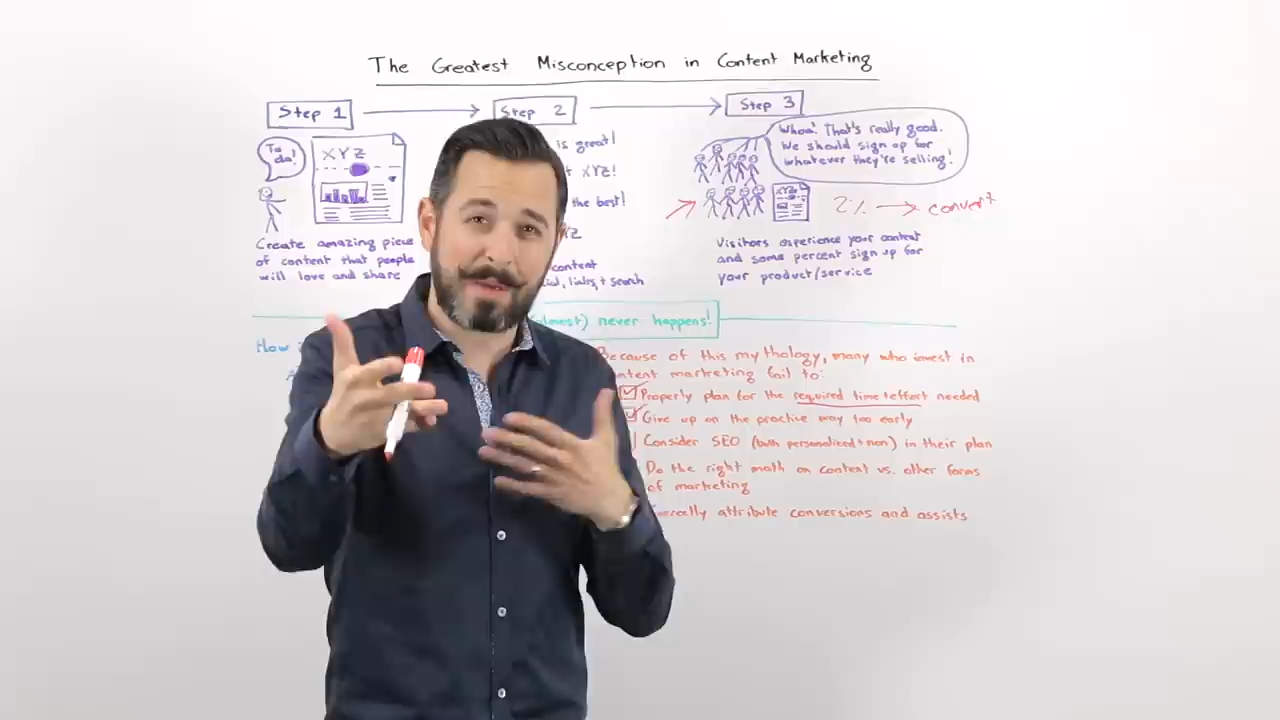 The Greatest Misconception in Content Marketing
Step 1
Step 2
Step 3
Ta
da!
XYZ
Create amazing piece
of content that people
will love and share
is great!
XYZ!
the best!
content
links, + search
Whoa! That's really good.
We should sign up for
whatever they're selling!
XYZ
2% → convert
Visitors experience your content
and some percent sign up for
your product/service
never happens!
How
Because of this mythology, many who invest in
marketing fail to:
Properly plan for the required time + effort needed
Give up on the practice way too early
Consider SEO (both personalized + non) in their plan
Do the right math on content vs. other forms
of marketing
attribute conversions and assists